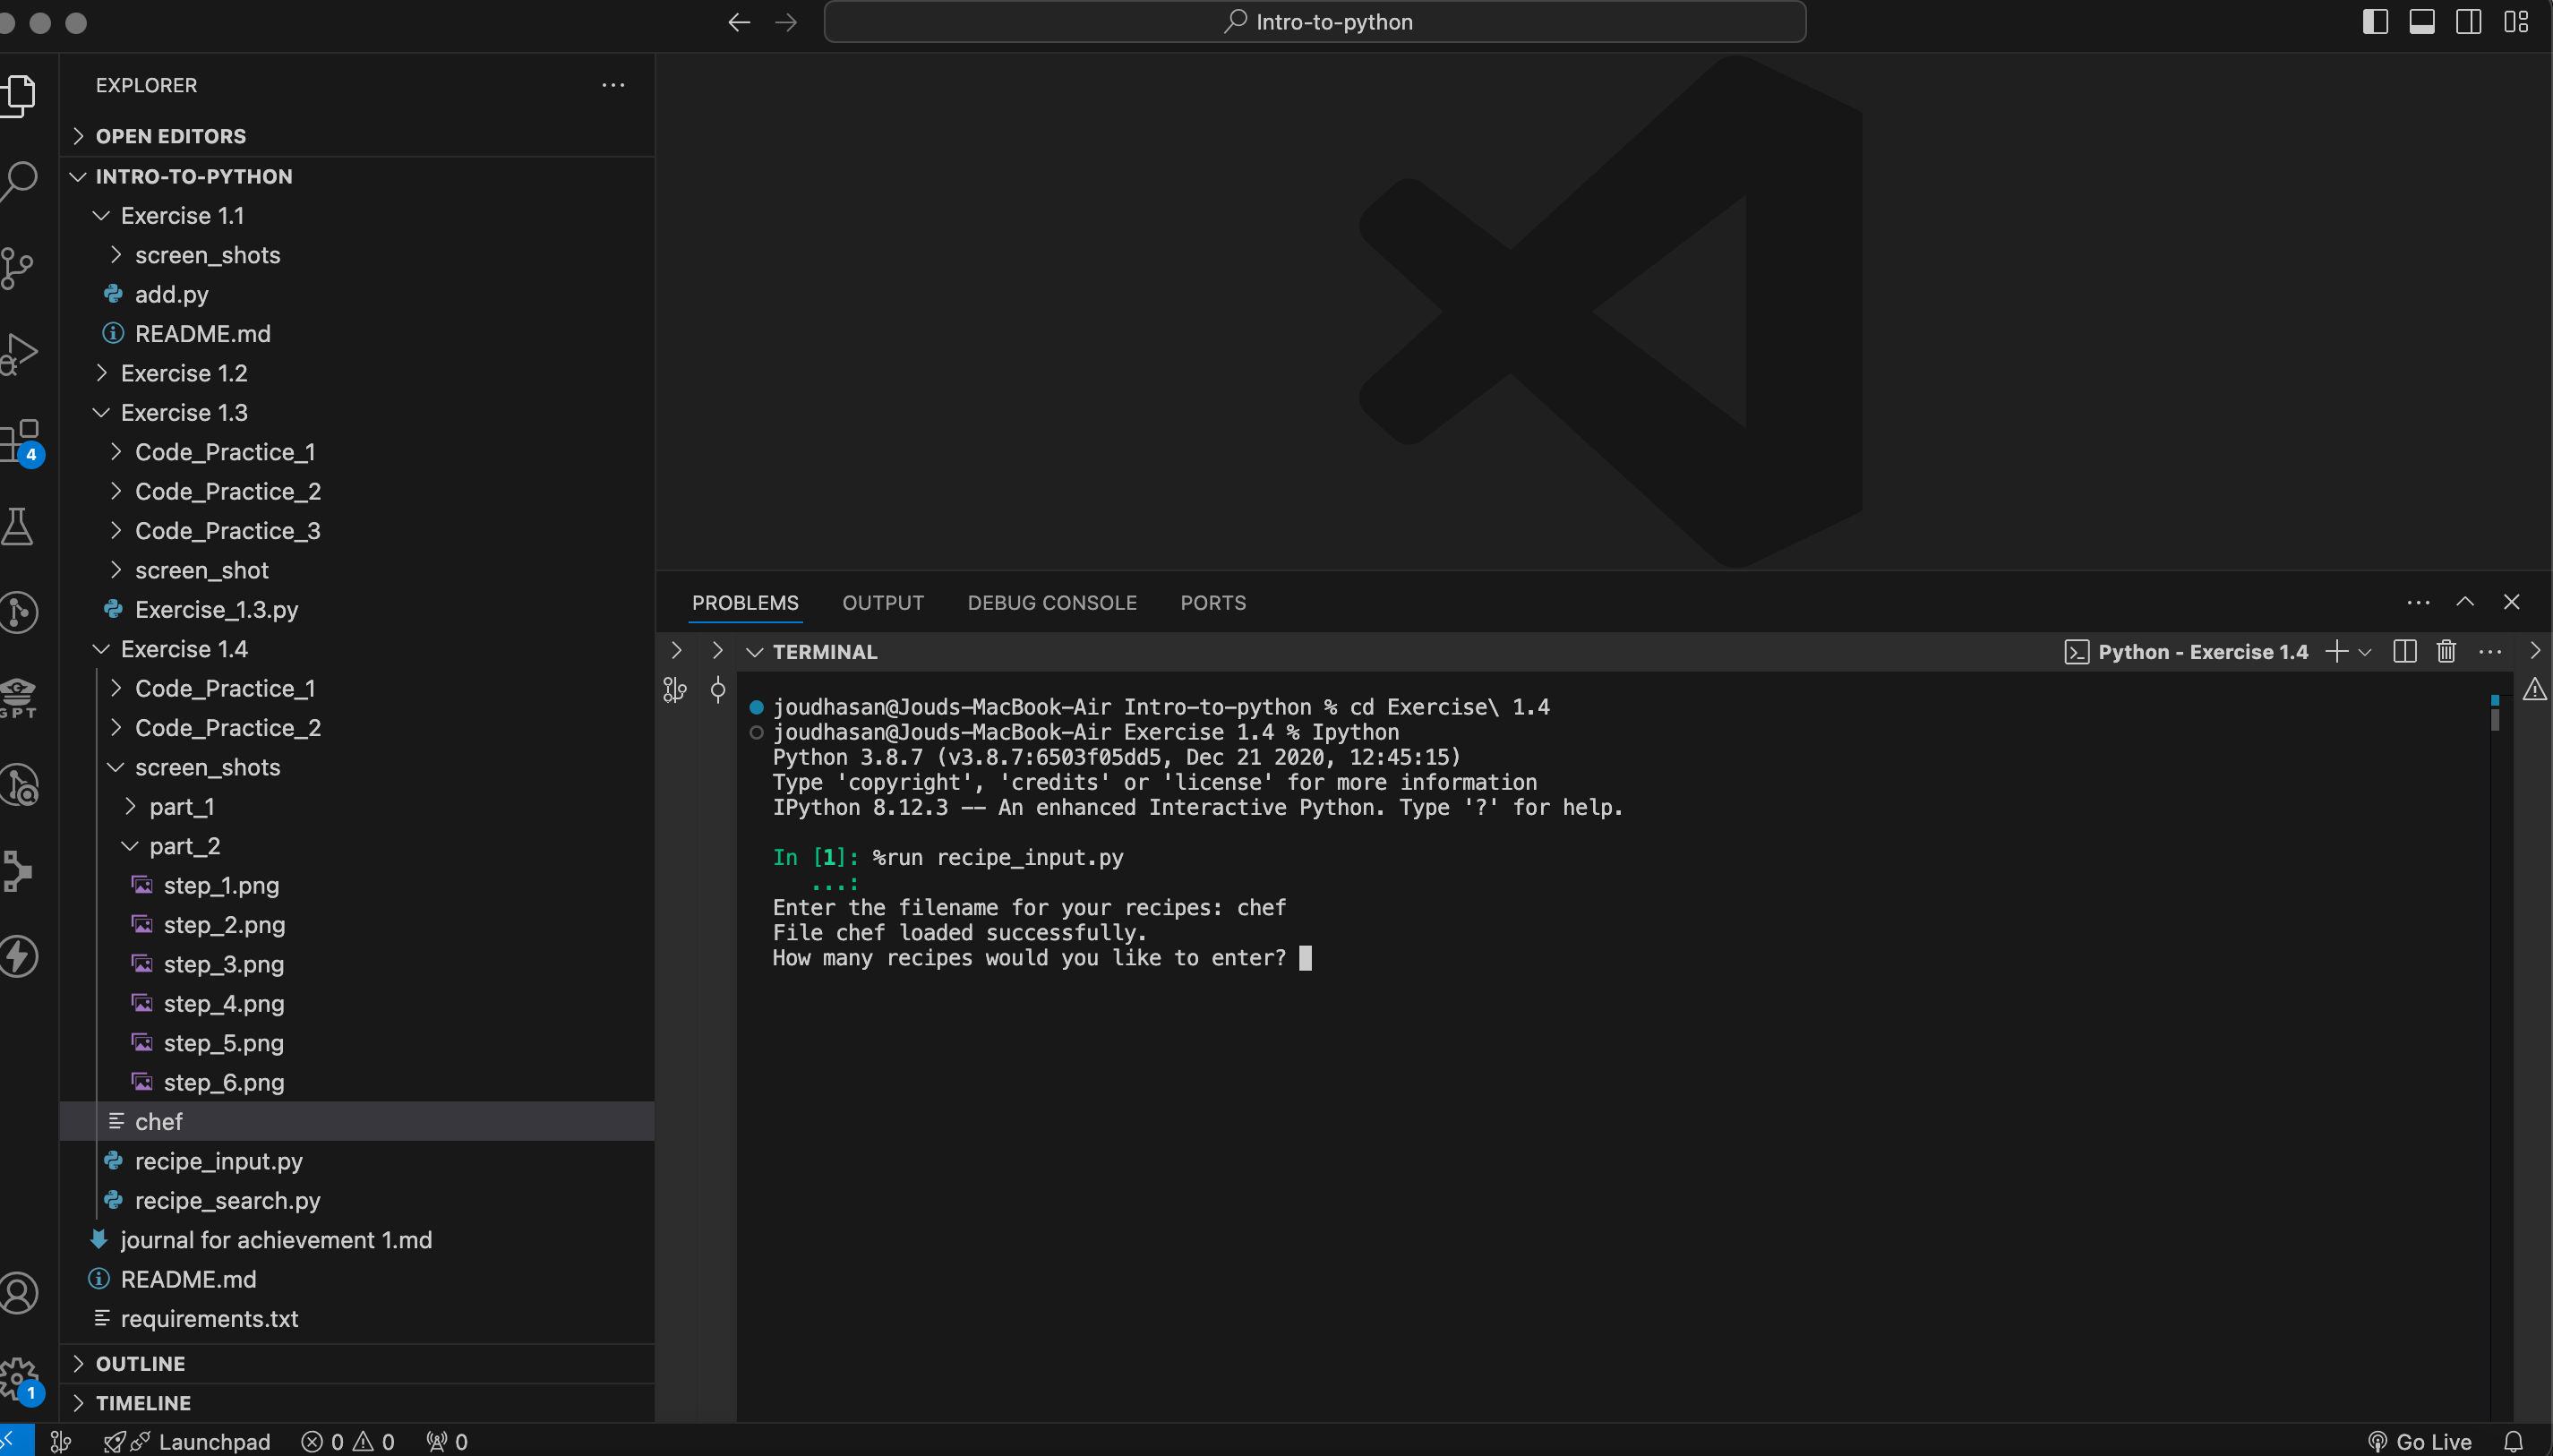 Intro-to-python
EXPLORER
OPEN EDITORS
INTRO-TO-PYTHON
Exercise 1.1
screen_shots
add.py
README.md
Exercise 1.2
Exercise 1.3
Code_Practice_1
Code_Practice_2
Code_Practice_3
screen_shot
Exercise_1.3.py
Exercise 1.4
Code_Practice_1
Code_Practice_2
screen_shots
part_1
part_2
step_1.png
step_2.png
step_3.png
step_4.png
step_5.png
step_6.png
chef
recipe_input.py
recipe_search.py
journal for achievement 1.md
README.md
requirements.txt
OUTLINE
TIMELINE
4
GPT
1
PROBLEMS OUTPUT DEBUG CONSOLE PORTS
TERMINAL
Python - Exercise 1.4
joudhasan@Jouds-MacBook-Air Intro-to-python % cd Exercise\ 1.4
joudhasan@Jouds-MacBook-Air Exercise 1.4 % Ipython
Python 3.8.7 (v3.8.7:6503f05dd5, Dec 21 2020, 12:45:15)
Type 'copyright', 'credits' or 'license' for more information
IPython 8.12.3 -- An enhanced Interactive Python. Type '?' for help.
In [1]: %run recipe_input.py
...:
Enter the filename for your recipes: chef
File chef loaded successfully.
How many recipes would you like to enter?
Launchpad 0 0 0
Go Live